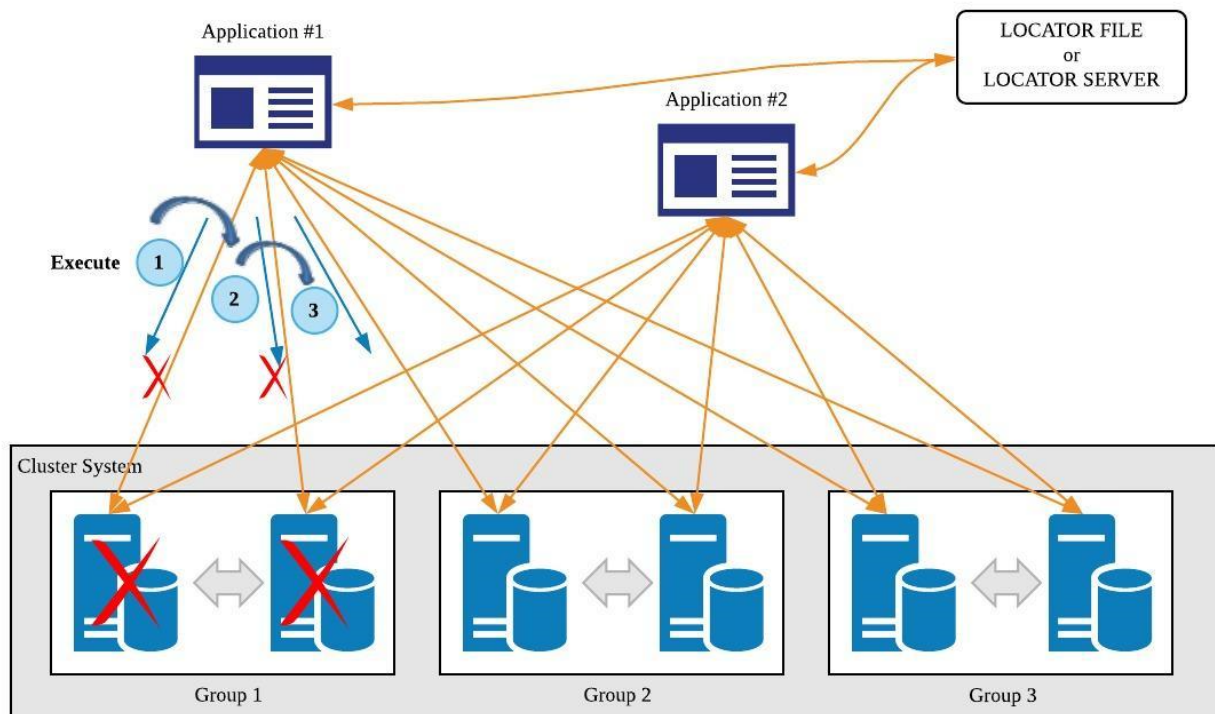 Application #1
LOCATOR FILE
or
LOCATOR SERVER
Application #2
Execute
1
2
3
Cluster System
Group 1
Group 2
Group 3